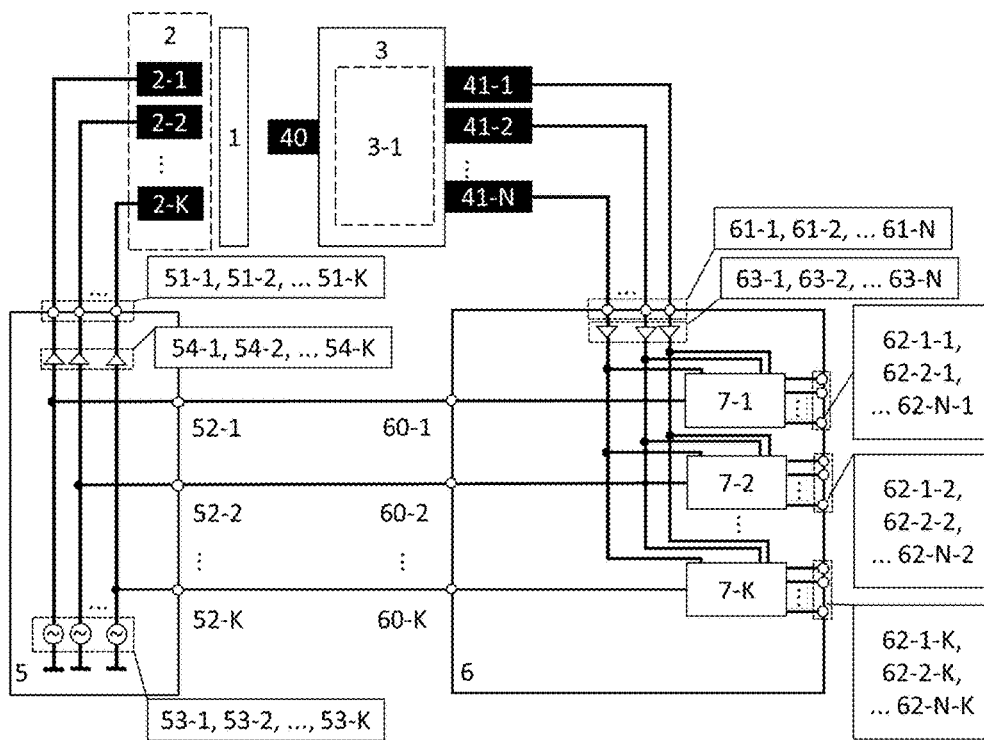 2
3
2-1
41-1
2-2
41-2
1
40
3-1
⋮
⋮
2-K
41-N
61-1, 61-2, ... 61-N
51-1, 51-2, ... 51-K
63-1, 63-2, ... 63-N
...
...
54-1, 54-2, ... 54-K
62-1-1,
62-2-1,
... 62-N-1
7-1
52-1
60-1
7-2
62-1-2,
62-2-2,
... 62-N-2
52-2
60-2
⋮
⋮
⋮
7-K
...
52-K
60-K
62-1-K,
62-2-K,
... 62-N-K
5
6
53-1, 53-2, ..., 53-K